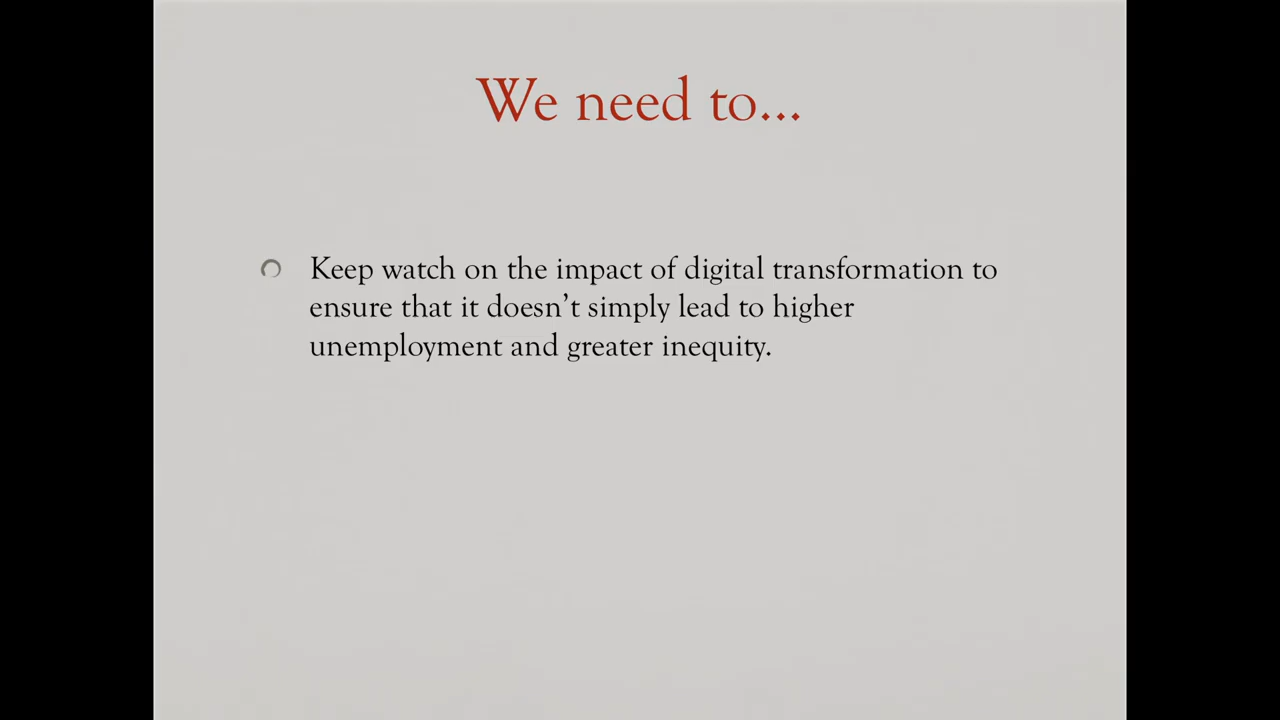 We need to...
Keep watch on the impact of digital transformation to
ensure that it doesn’t simply lead to higher
unemployment and greater inequity.